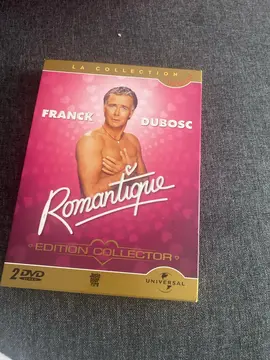 LA COLLECTION
FRANCK DUBOSC
Romantique
EDITION COLLECTOR
2 DVD
UNIVERSAL